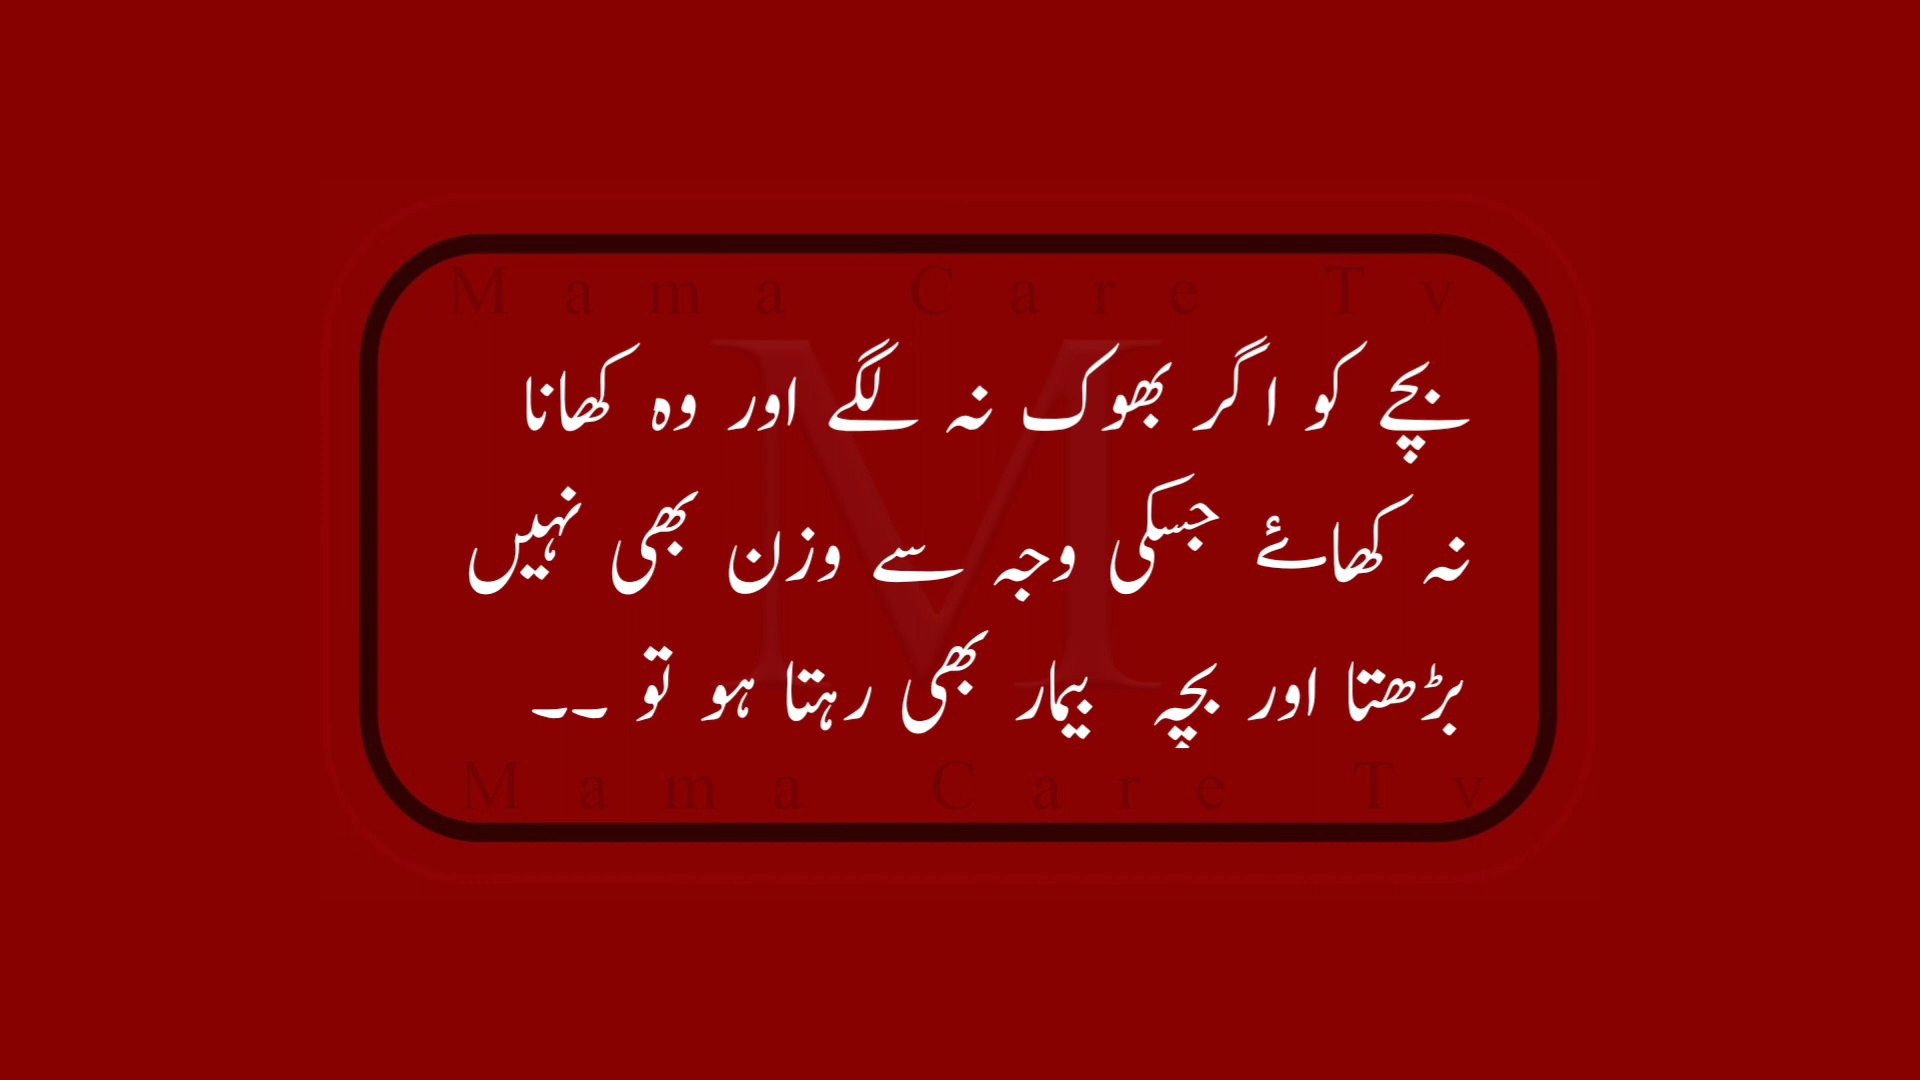 Mama Care Tv
بچے کو اگر بھوک نہ لگے اور وہ کھانا
نہ کھائے جسکی وجہ سے وزن بھی نہیں
بڑھتا اور بچہ بیمار بھی رہتا ہو تو ۔۔
Mama Care Tv
M